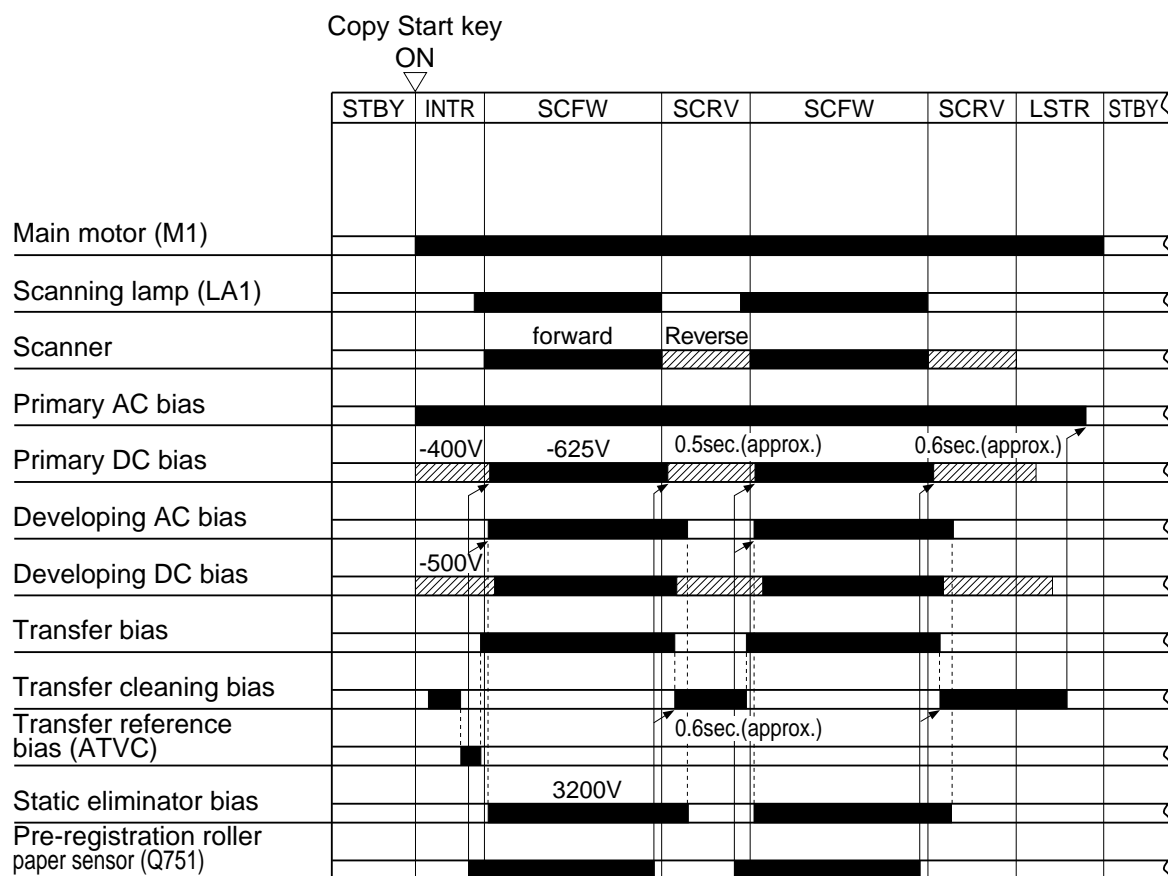 Copy Start key
ON
STBY INTR SCFW SCRV SCFW SCRV LSTR STBY
Main motor (M1)
Scanning lamp (LA1)
Scanner forward Reverse
Primary AC bias
Primary DC bias -400V -625V 0.5sec.(approx.) 0.6sec.(approx.)
Developing AC bias
Developing DC bias -500V
Transfer bias
Transfer cleaning bias
Transfer reference
bias (ATVC) 0.6sec.(approx.)
Static eliminator bias 3200V
Pre-registration roller
paper sensor (Q751)